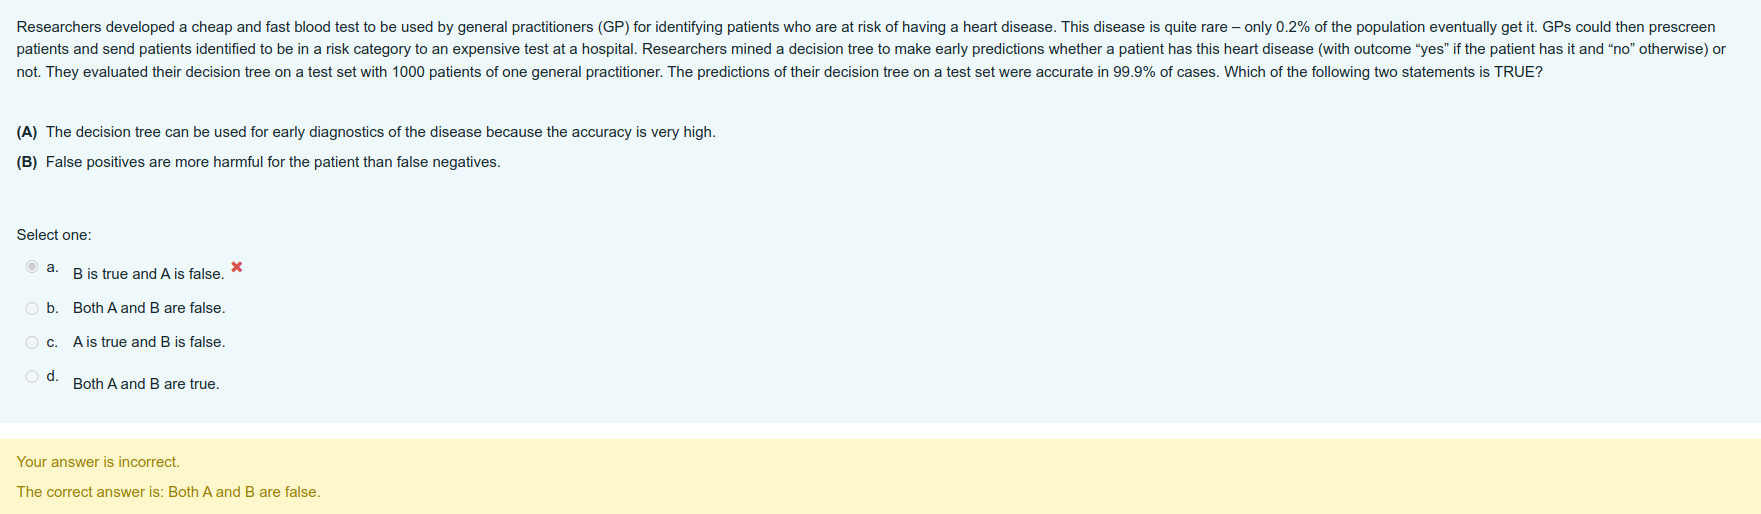 Researchers developed a cheap and fast blood test to be used by general practitioners (GP) for identifying patients who are at risk of having a heart disease. This disease is quite rare – only 0.2% of the population eventually get it. GPs could then prescreen
patients and send patients identified to be in a risk category to an expensive test at a hospital. Researchers mined a decision tree to make early predictions whether a patient has this heart disease (with outcome “yes” if the patient has it and “no” otherwise) or
not. They evaluated their decision tree on a test set with 1000 patients of one general practitioner. The predictions of their decision tree on a test set were accurate in 99.9% of cases. Which of the following two statements is TRUE?
(A) The decision tree can be used for early diagnostics of the disease because the accuracy is very high.
(B) False positives are more harmful for the patient than false negatives.
Select one:
a. B is true and A is false.
b. Both A and B are false.
c. A is true and B is false.
d. Both A and B are true.
Your answer is incorrect.
The correct answer is: Both A and B are false.